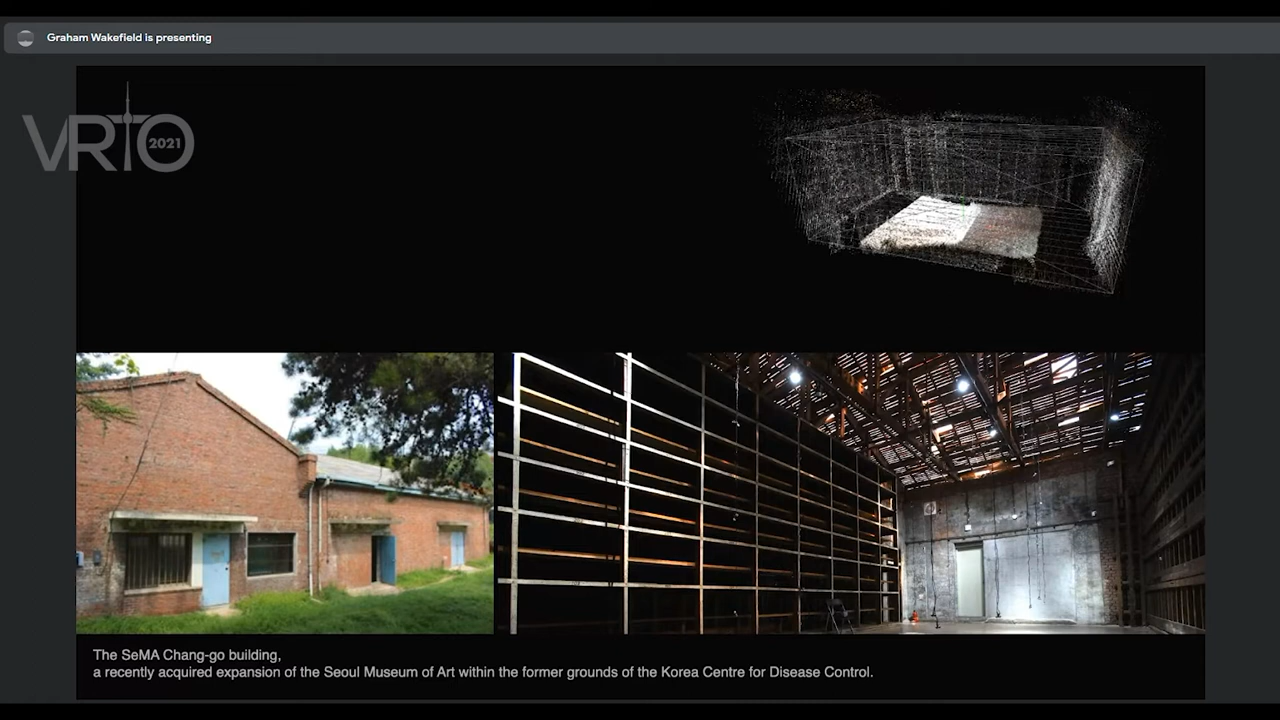 Graham Wakefield is presenting
VRTO
2021
The SeMA Chang-go building,
a recently acquired expansion of the Seoul Museum of Art within the former grounds of the Korea Centre for Disease Control.